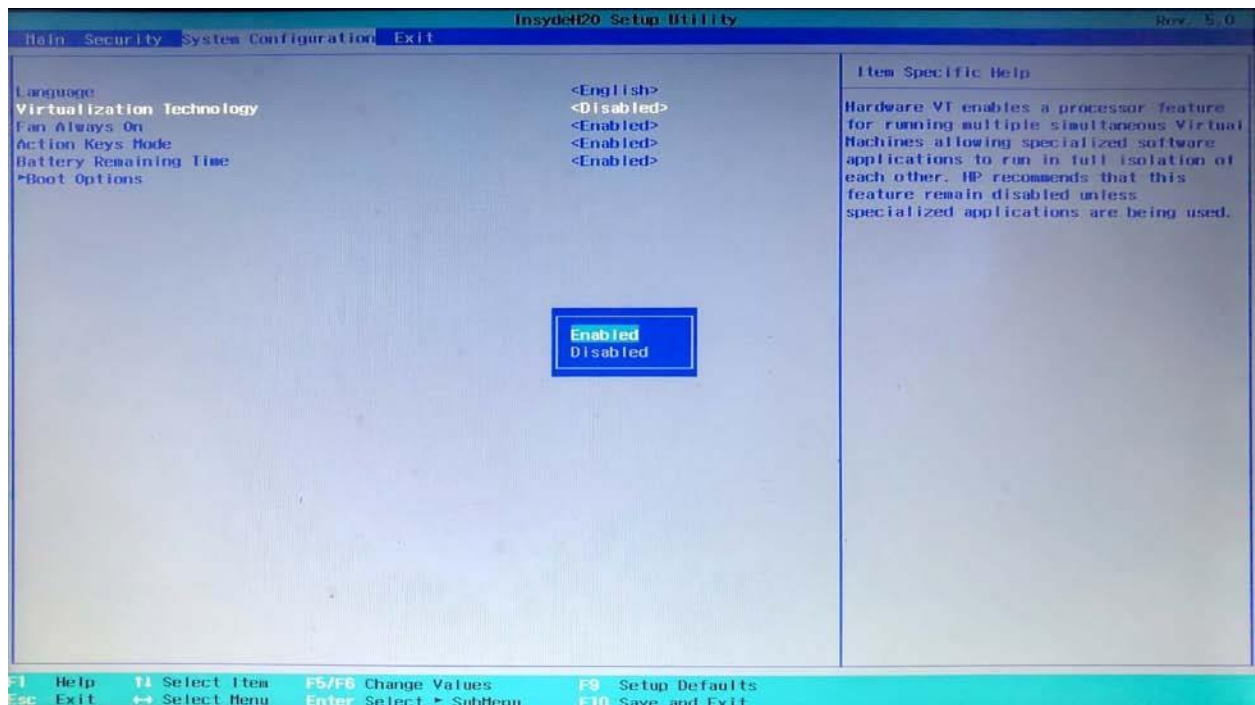 InsydeH20 Setup Utility Rev. 5.0
Main Security System Configuration Exit
Language <English>
Virtualization Technology <Disabled>
Fan Always On <Enabled>
Action Keys Mode <Enabled>
Battery Remaining Time <Enabled>
►Boot Options
Enabled
Disabled
Item Specific Help
Hardware VT enables a processor feature
for running multiple simultaneous Virtual
Machines allowing specialized software
applications to run in full isolation of
each other. HP recommends that this
feature remain disabled unless
specialized applications are being used.
F1 Help ↑↓ Select Item F5/F6 Change Values F9 Setup Defaults
Esc Exit ↔ Select Menu Enter Select ► SubMenu F10 Save and Exit